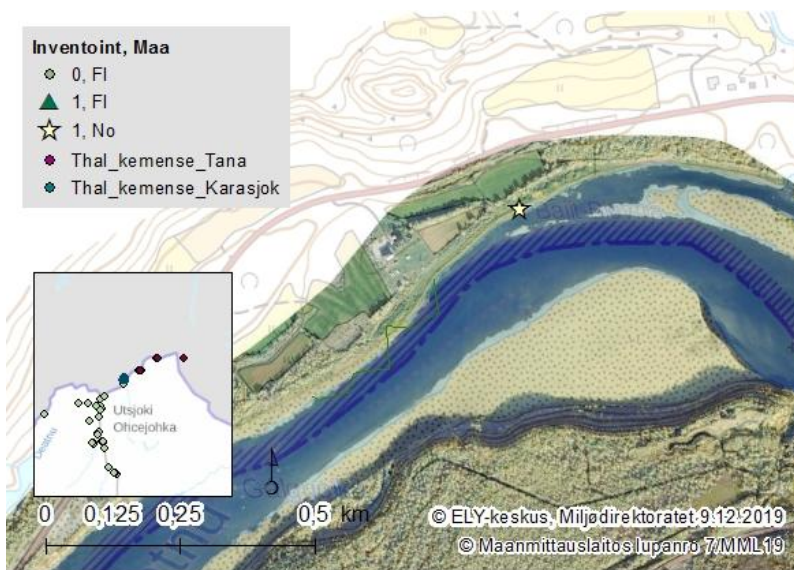 Inventoint, Maa
0, FI
1, FI
1, No
Thal_kemense_Tana
Thal_kemense_Karasjok
Utsjoki
Ohcejohka
Deatnu
0 0,125 0,25 0,5 km
© ELY-keskus, Miljødirektoratet 9.12.2019
© Maanmittauslaitos lupanro 7/MML19